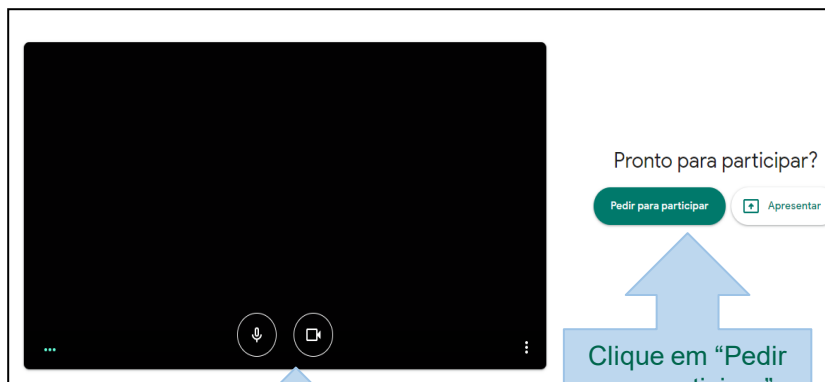 Pronto para participar?
Pedir para participar
Apresentar
Clique em “Pedir